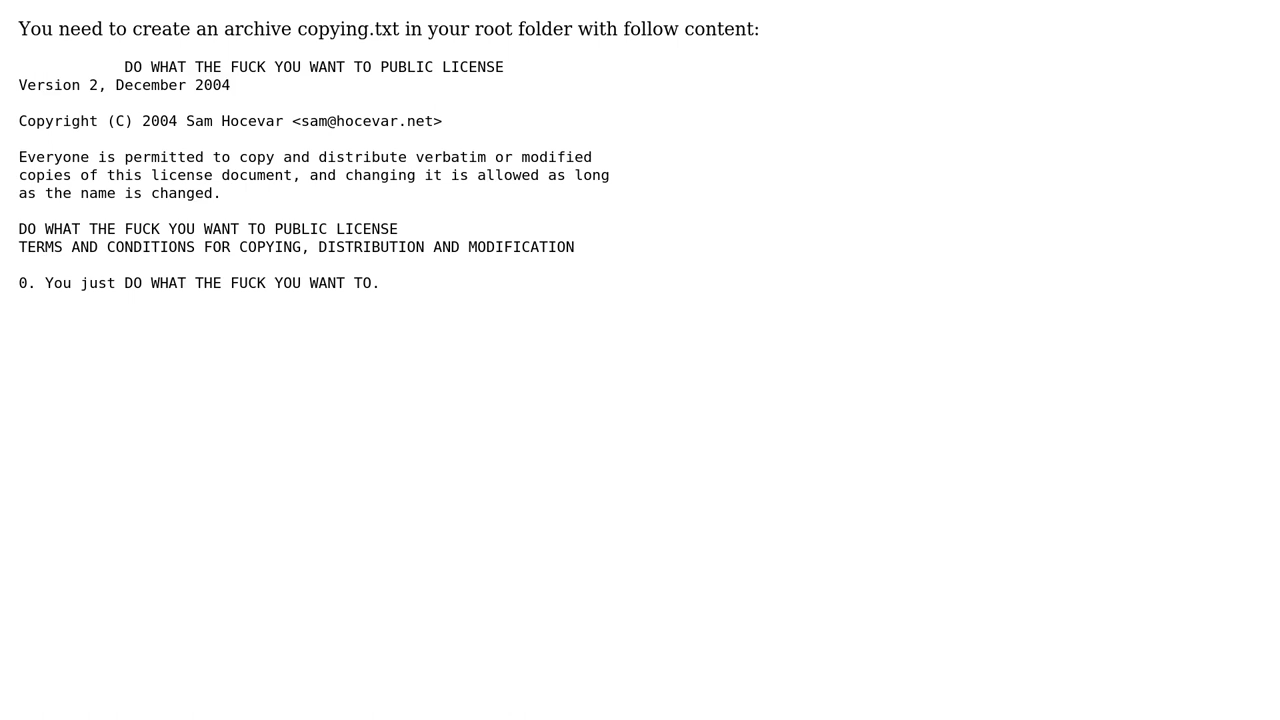 You need to create an archive copying.txt in your root folder with follow content:
DO WHAT THE FUCK YOU WANT TO PUBLIC LICENSE
Version 2, December 2004
Copyright (C) 2004 Sam Hocevar <sam@hocevar.net>
Everyone is permitted to copy and distribute verbatim or modified
copies of this license document, and changing it is allowed as long
as the name is changed.
DO WHAT THE FUCK YOU WANT TO PUBLIC LICENSE
TERMS AND CONDITIONS FOR COPYING, DISTRIBUTION AND MODIFICATION
0. You just DO WHAT THE FUCK YOU WANT TO.